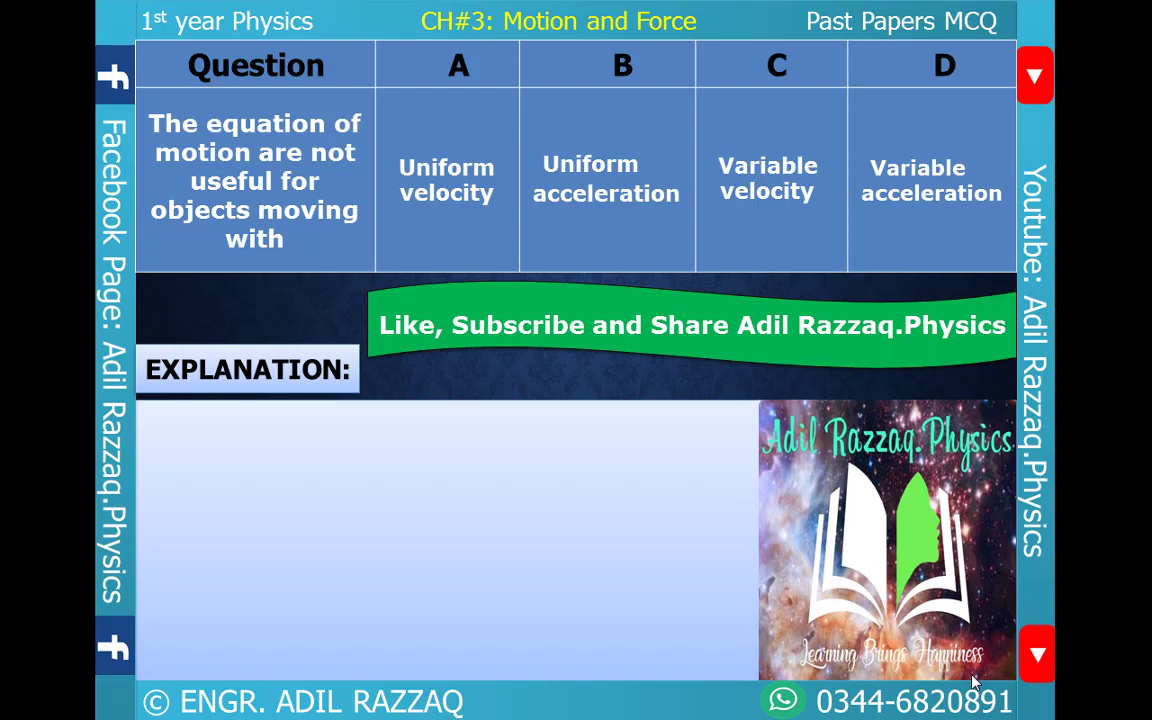 1st year Physics CH#3: Motion and Force Past Papers MCQ
Question A B C D
The equation of
motion are not
useful for
objects moving
with
Uniform
velocity
Uniform
acceleration
Variable
velocity
Variable
acceleration
Like, Subscribe and Share Adil Razzaq.Physics
EXPLANATION:
Adil Razzaq.Physics
Learning Brings Happiness
Facebook Page: Adil Razzaq.Physics
Youtube: Adil Razzaq.Physics
© ENGR. ADIL RAZZAQ 0344-6820891